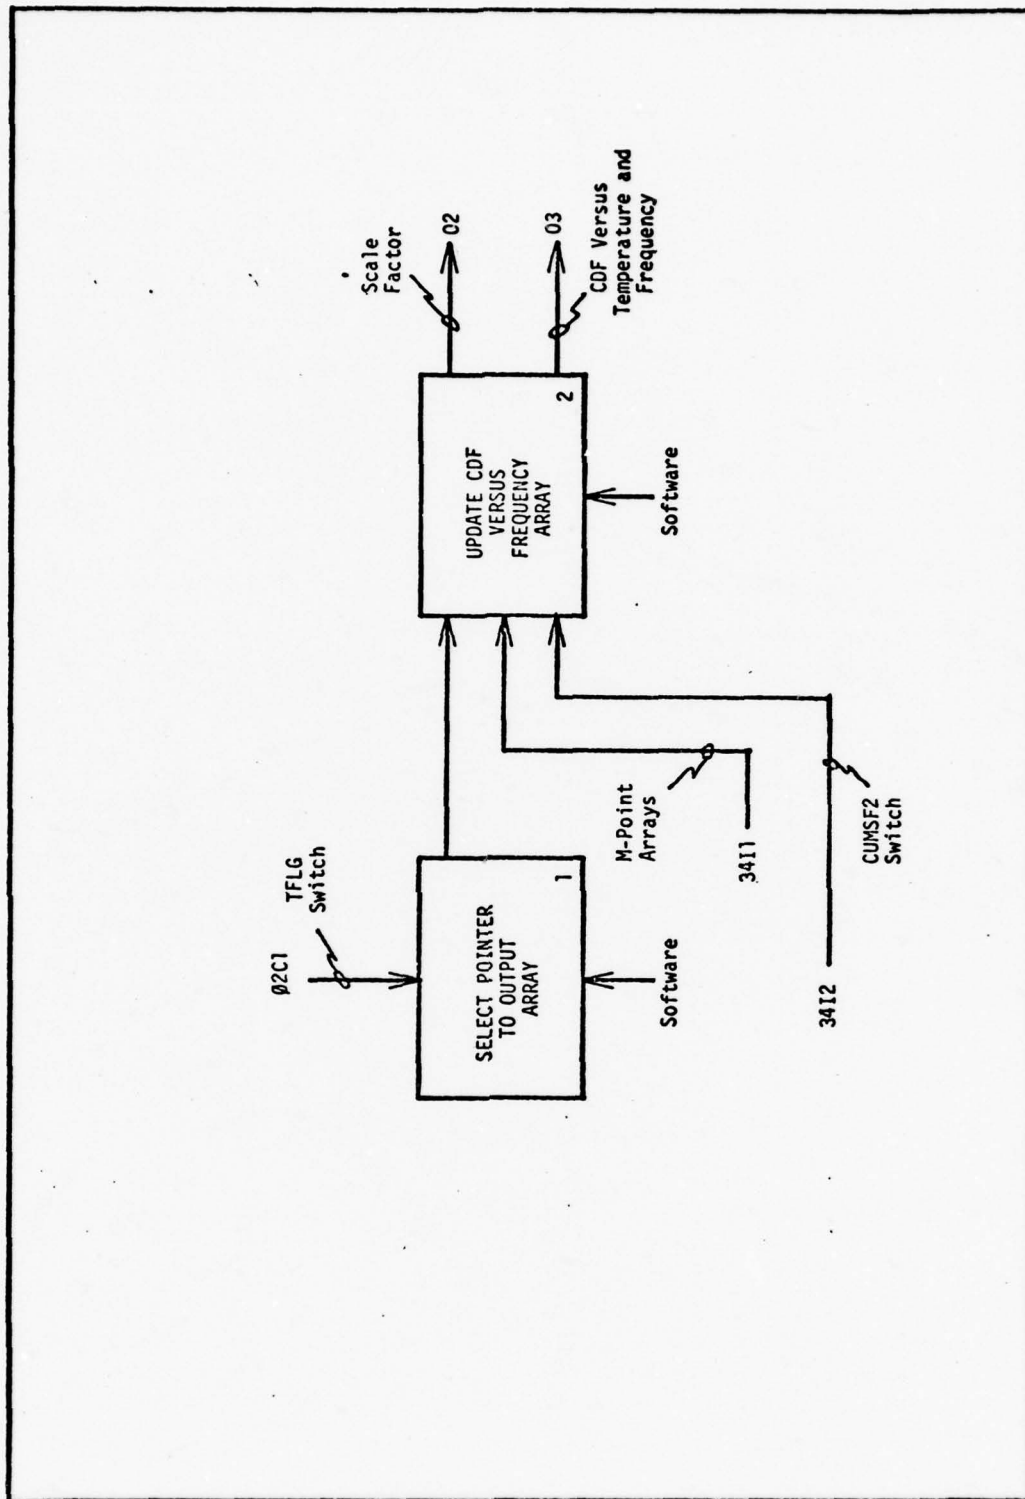 Ø2C1
TFLG
Switch
SELECT POINTER
TO OUTPUT
ARRAY
1
Software
M-Point
Arrays
34I1
34I2
CUMSF2
Switch
UPDATE CDF
VERSUS
FREQUENCY
ARRAY
2
Software
Scale
Factor
O2
O3
CDF Versus
Temperature and
Frequency